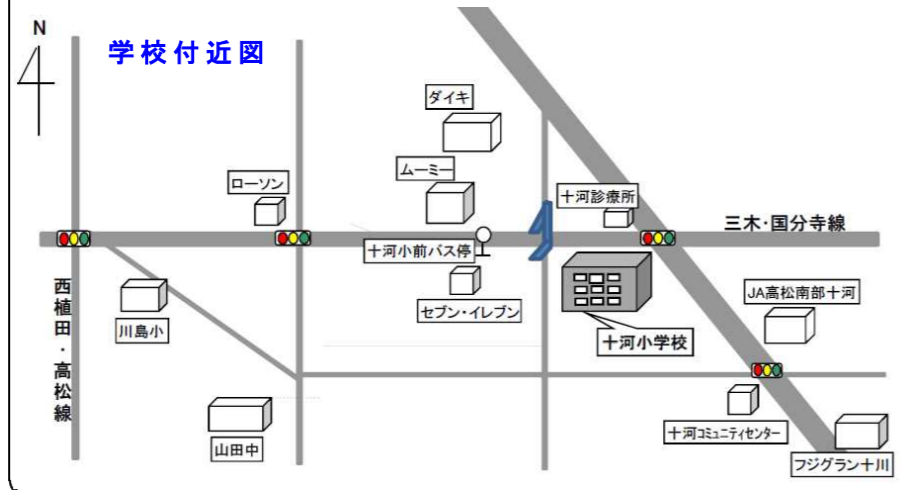 N
学校付近図
ダイキ
ローソン
ムーミー
十河診療所
三木・国分寺線
十河小前バス停
西植田・高松線
川島小
セブン・イレブン
JA高松南部十河
十河小学校
山田中
十河コミュニティセンター
フジグラン十川